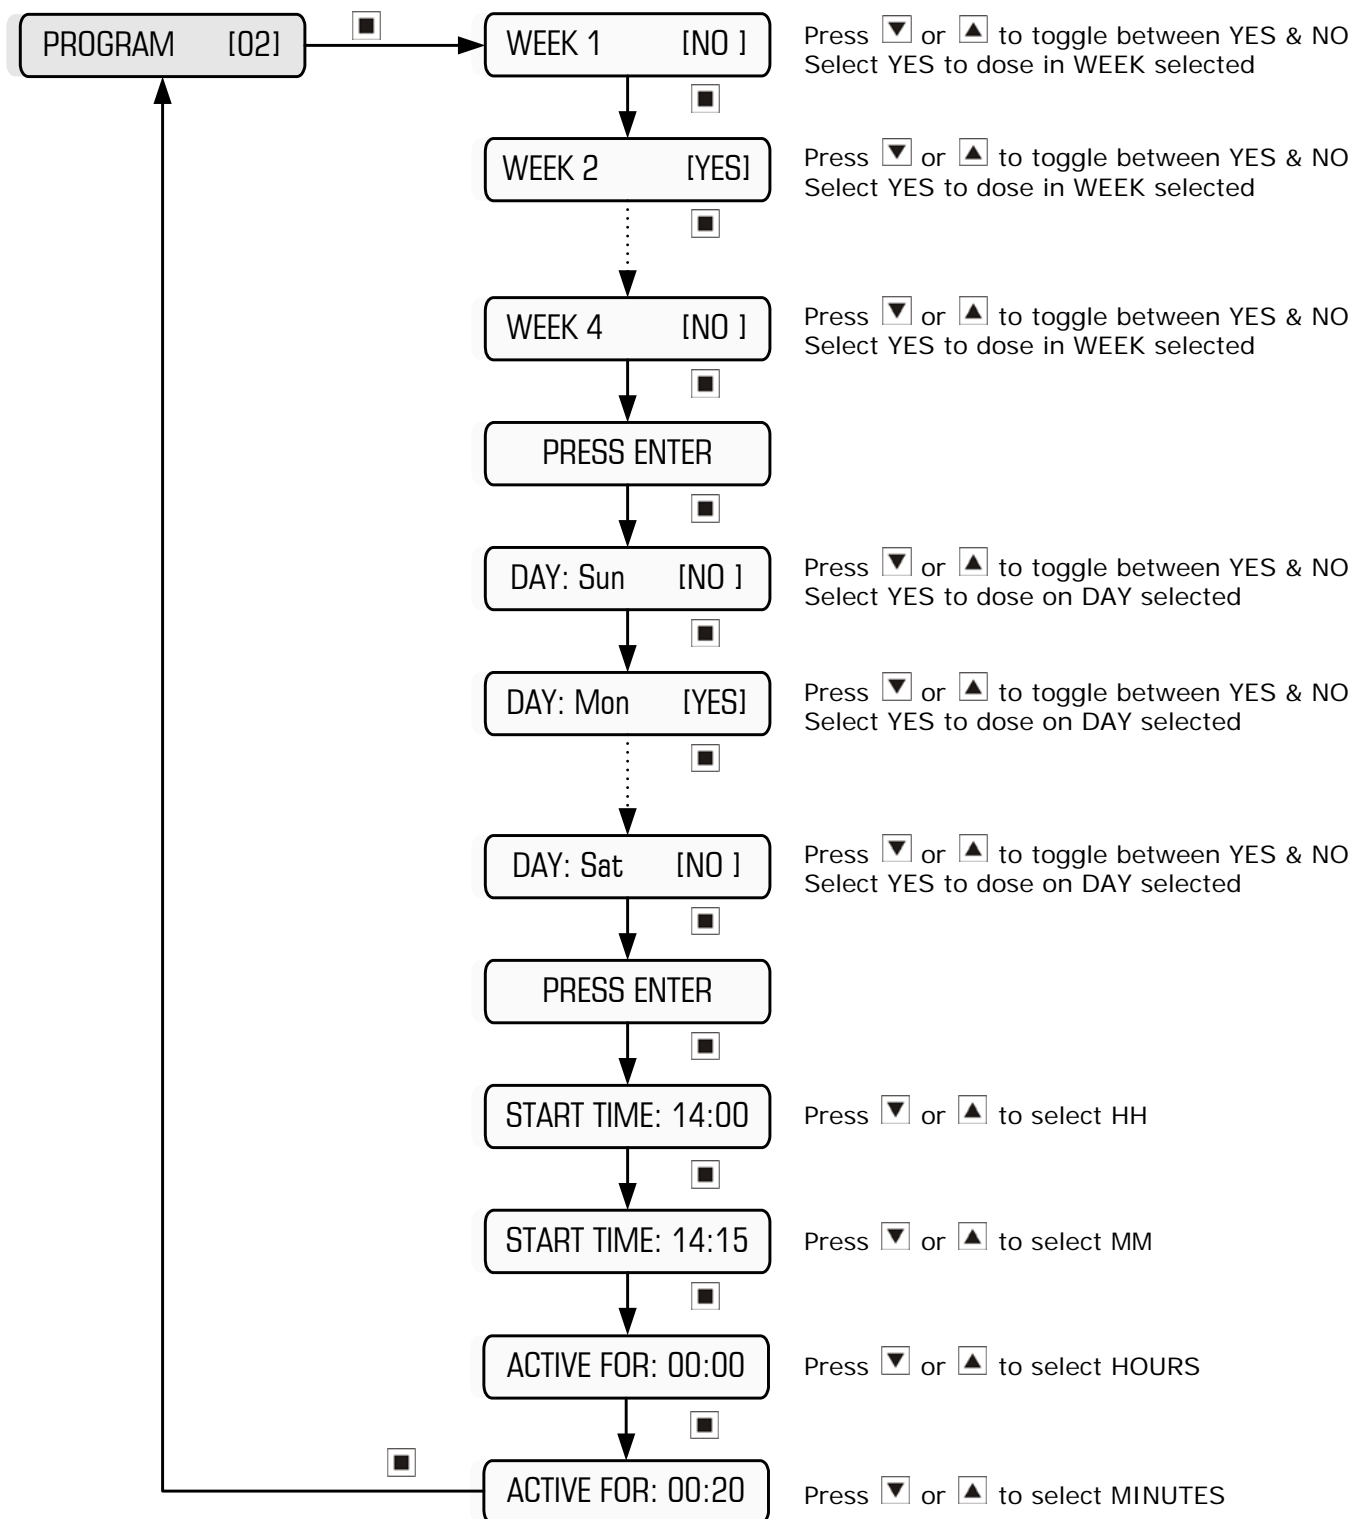 PROGRAM [02]
WEEK 1 [NO ]
Press ▼ or ▲ to toggle between YES & NO
Select YES to dose in WEEK selected
WEEK 2 [YES]
Press ▼ or ▲ to toggle between YES & NO
Select YES to dose in WEEK selected
WEEK 4 [NO ]
Press ▼ or ▲ to toggle between YES & NO
Select YES to dose in WEEK selected
PRESS ENTER
DAY: Sun [NO ]
Press ▼ or ▲ to toggle between YES & NO
Select YES to dose on DAY selected
DAY: Mon [YES]
Press ▼ or ▲ to toggle between YES & NO
Select YES to dose on DAY selected
DAY: Sat [NO ]
Press ▼ or ▲ to toggle between YES & NO
Select YES to dose on DAY selected
PRESS ENTER
START TIME: 14:00
Press ▼ or ▲ to select HH
START TIME: 14:15
Press ▼ or ▲ to select MM
ACTIVE FOR: 00:00
Press ▼ or ▲ to select HOURS
ACTIVE FOR: 00:20
Press ▼ or ▲ to select MINUTES